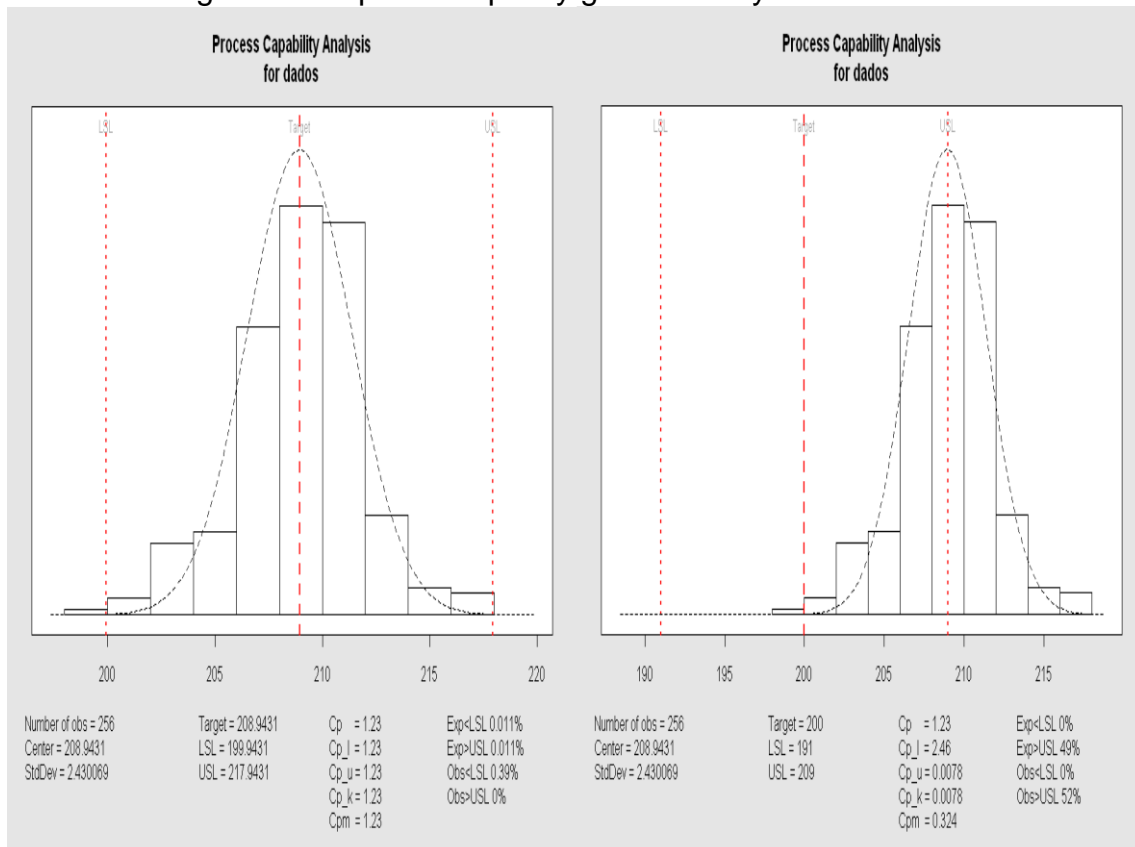 Process Capability Analysis
for dados
LSL
Target
USL
200
205
210
215
220
Number of obs = 256
Center = 208.9431
StdDev = 2.430069
Target = 208.9431
LSL = 199.9431
USL = 217.9431
Cp = 1.23
Cp_l = 1.23
Cp_u = 1.23
Cp_k = 1.23
Cpm = 1.23
Exp<LSL 0.011%
Exp>USL 0.011%
Obs<LSL 0.39%
Obs>USL 0%
Process Capability Analysis
for dados
LSL
Target
USL
190
195
200
205
210
215
Number of obs = 256
Center = 208.9431
StdDev = 2.430069
Target = 200
LSL = 191
USL = 209
Cp = 1.23
Cp_l = 2.46
Cp_u = 0.0078
Cp_k = 0.0078
Cpm = 0.324
Exp<LSL 0%
Exp>USL 49%
Obs<LSL 0%
Obs>USL 52%